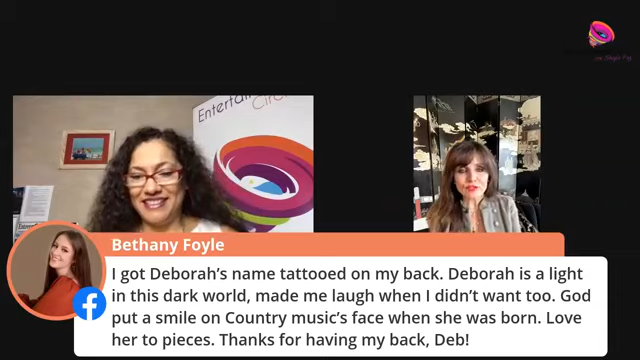 Entertai
Circ
Bethany Foyle
I got Deborah's name tattooed on my back. Deborah is a light
in this dark world, made me laugh when I didn't want too. God
put a smile on Country music's face when she was born. Love
her to pieces. Thanks for having my back, Deb!